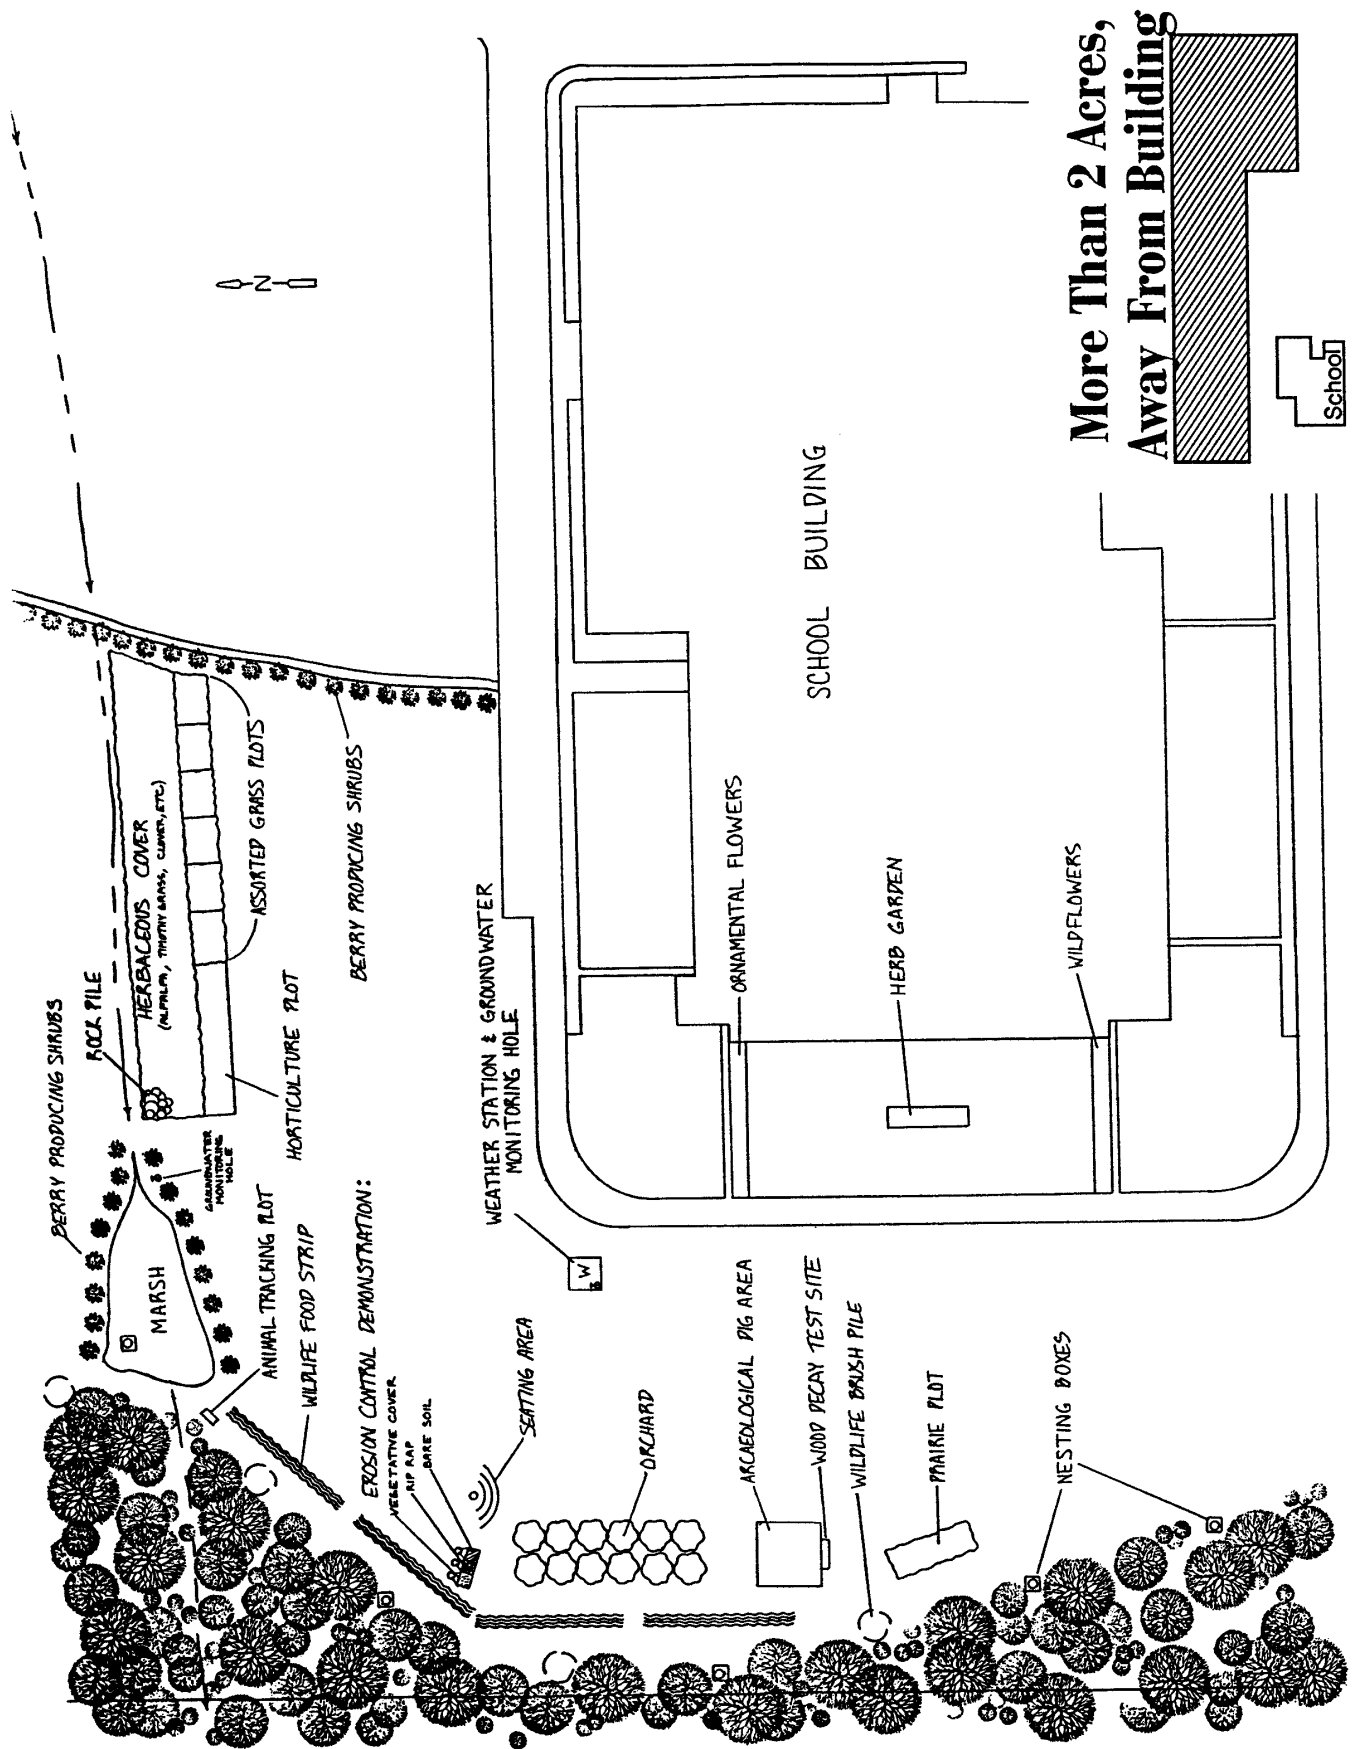 More Than 2 Acres,
Away From Building
School
N
SCHOOL BUILDING
BERRY PRODUCING SHRUBS
ROCK PILE
HERBACEOUS COVER
(ALFALFA, TIMOTHY GRASS, CLOVER, ETC)
ASSORTED GRASS PLOTS
BERRY PRODUCING SHRUBS
HORTICULTURE PLOT
GROUNDWATER
MONITORING
HOLE
MARSH
ANIMAL TRACKING PLOT
WILDLIFE FOOD STRIP
EROSION CONTROL DEMONSTRATION:
VEGETATIVE COVER
RIP RAP
BARE SOIL
WEATHER STATION & GROUNDWATER
MONITORING HOLE
W
SEATING AREA
ORCHARD
ORNAMENTAL FLOWERS
HERB GARDEN
WILDFLOWERS
ARCAEOLOGICAL DIG AREA
WOOD DECAY TEST SITE
WILDLIFE BRUSH PILE
PRAIRIE PLOT
NESTING BOXES